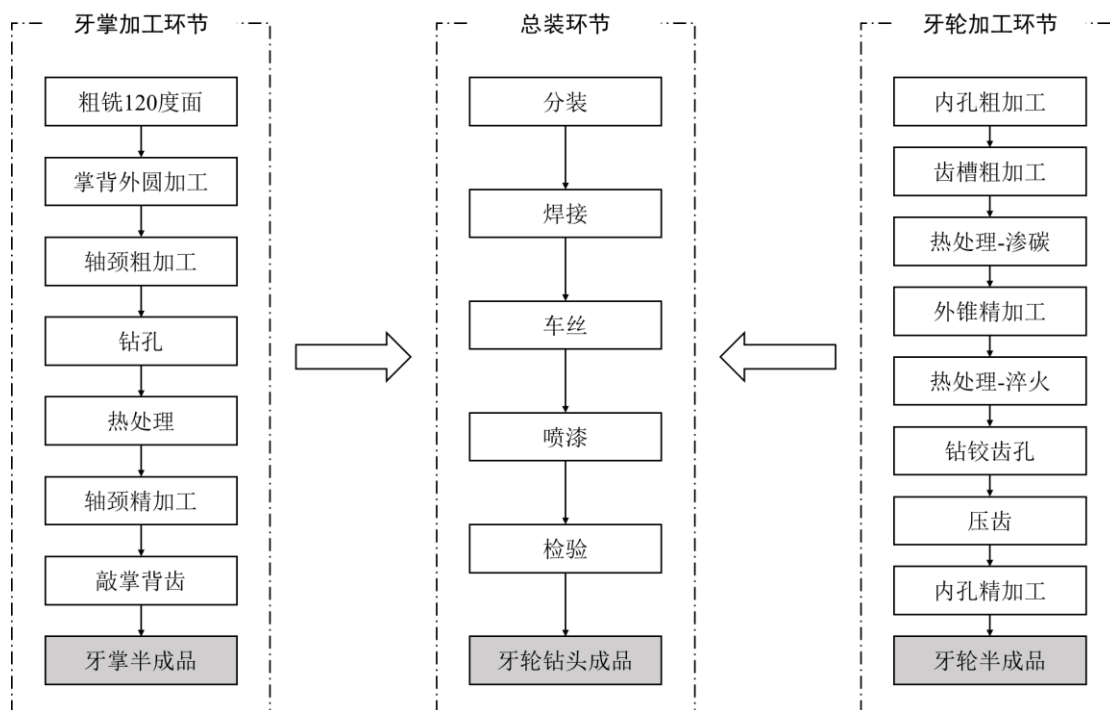 牙掌加工环节
粗铣120度面
掌背外圆加工
轴颈粗加工
钻孔
热处理
轴颈精加工
敲掌背齿
牙掌半成品
总装环节
分装
焊接
车丝
喷漆
检验
牙轮钻头成品
牙轮加工环节
内孔粗加工
齿槽粗加工
热处理-渗碳
外锥精加工
热处理-淬火
钻铰齿孔
压齿
内孔精加工
牙轮半成品